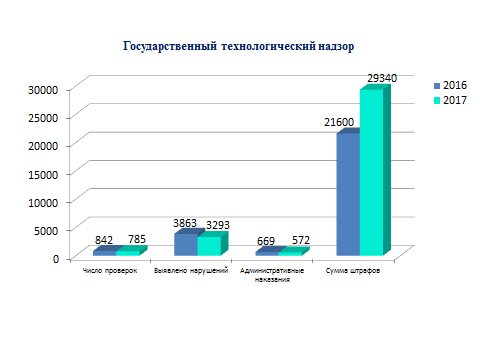 Государственный технологический надзор
30000
25000
20000
15000
10000
5000
0
842
785
3863
3293
669
572
21600
29340
Число проверок
Выявлено нарушений
Административные
наказания
Сумма штрафов
2016
2017